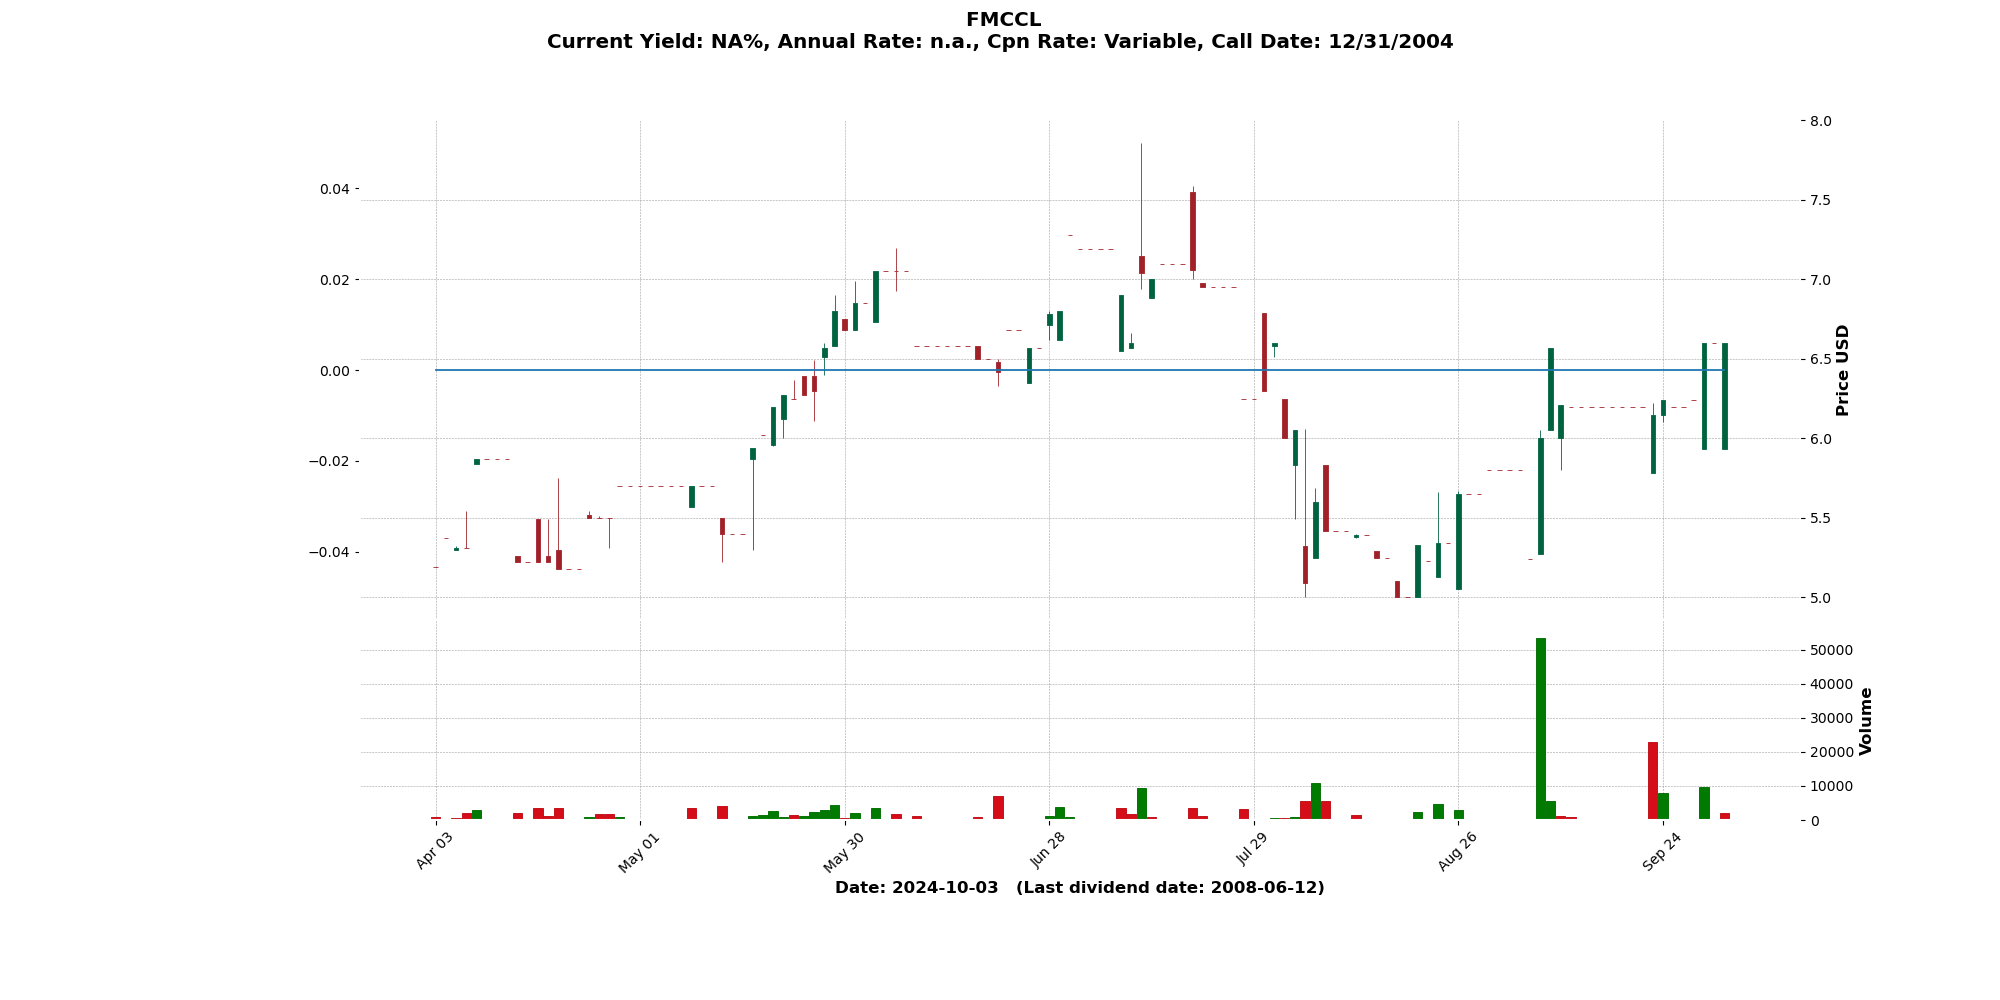 FMCCL
Current Yield: NA%, Annual Rate: n.a., Cpn Rate: Variable, Call Date: 12/31/2004
8.0
0.04
7.5
0.02
7.0
Price USD
6.5
0.00
6.0
−0.02
5.5
−0.04
5.0
50000
40000
30000
Volume
20000
10000
0
Apr 03
May 01
May 30
Jun 28
Jul 29
Aug 26
Sep 24
Date: 2024-10-03   (Last dividend date: 2008-06-12)